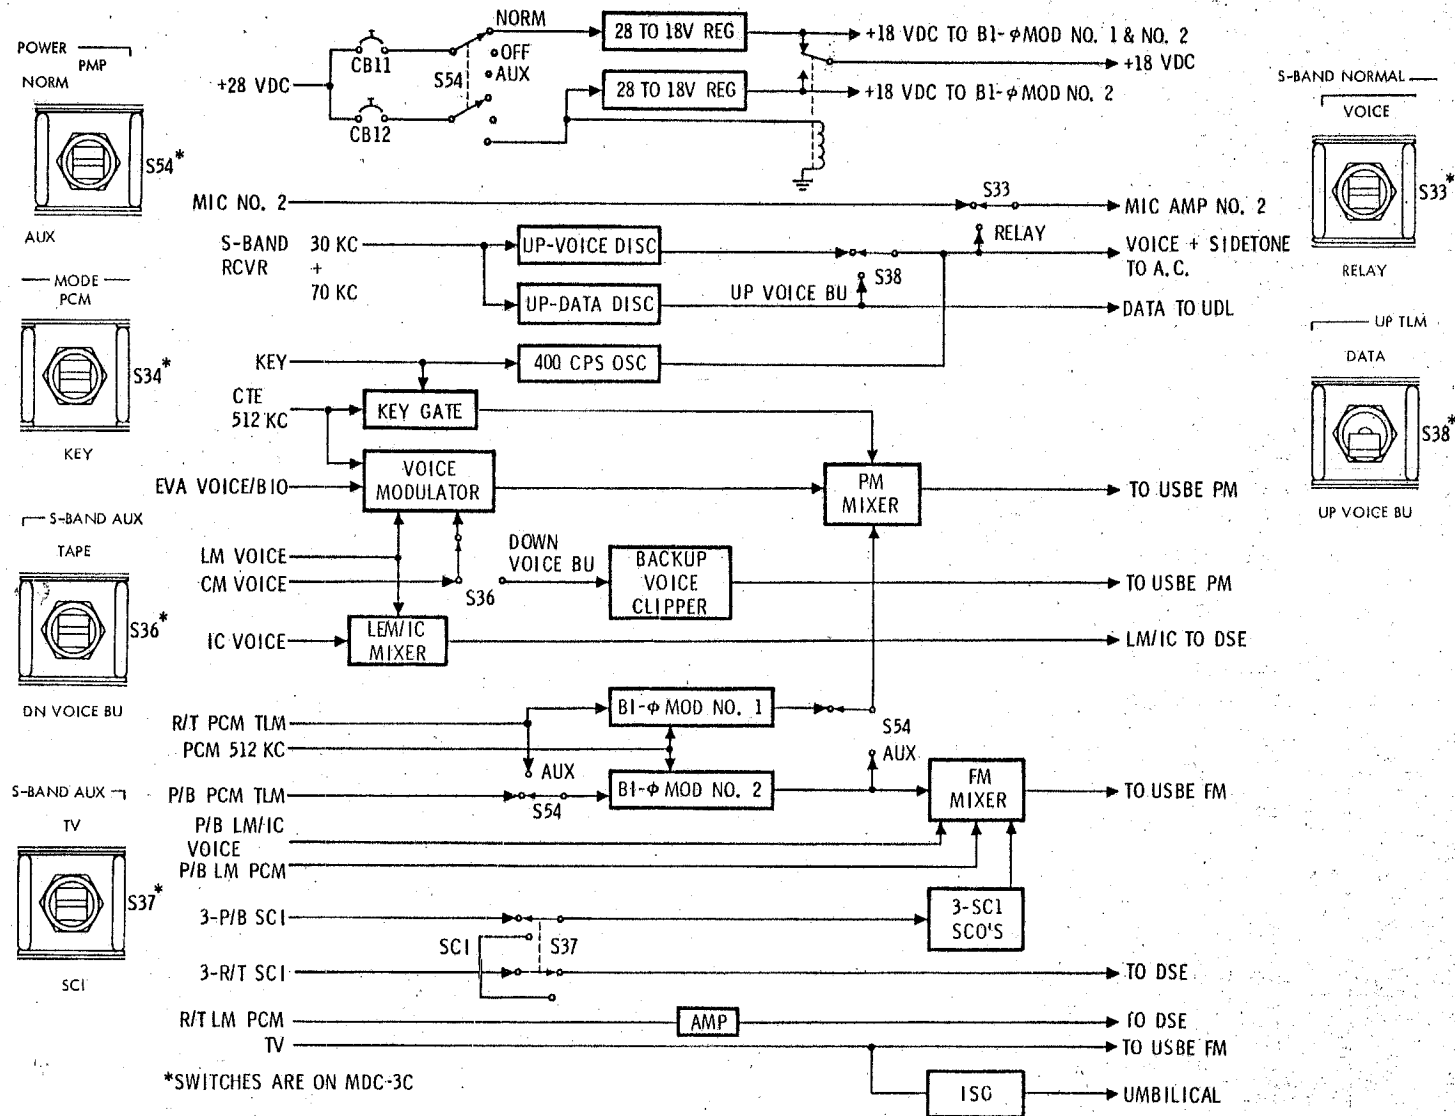 POWER
PMP
NORM
S54*
AUX
MODE
PCM
S34*
KEY
S-BAND AUX
TAPE
S36*
DN VOICE BU
S-BAND AUX
TV
S37*
SCI
+28 VDC
CB11
CB12
S54
NORM
OFF
AUX
28 TO 18V REG
28 TO 18V REG
+18 VDC TO BI-φ MOD NO. 1 & NO. 2
+18 VDC
+18 VDC TO BI-φ MOD NO. 2
MIC NO. 2
S33
MIC AMP NO. 2
S-BAND
RCVR
30 KC
+
70 KC
UP-VOICE DISC
RELAY
VOICE + SIDETONE
TO A.C.
S38
UP VOICE BU
UP-DATA DISC
DATA TO UDL
KEY
400 CPS OSC
CTE
512 KC
KEY GATE
EVA VOICE/BIO
VOICE
MODULATOR
PM
MIXER
TO USBE PM
LM VOICE
CM VOICE
S36
DOWN
VOICE BU
BACKUP
VOICE
CLIPPER
TO USBE PM
IC VOICE
LEM/IC
MIXER
LM/IC TO DSE
R/T PCM TLM
PCM 512 KC
BI-φ MOD NO. 1
S54
AUX
AUX
P/B PCM TLM
S54
BI-φ MOD NO. 2
FM
MIXER
TO USBE FM
P/B LM/IC
VOICE
P/B LM PCM
3-P/B SCI
3-SCI
SCO'S
SCI
S37
3-R/T SCI
TO DSE
R/T LM PCM
AMP
TO DSE
TV
TO USBE FM
ISO
UMBILICAL
*SWITCHES ARE ON MDC-3C
S-BAND NORMAL
VOICE
S33*
RELAY
UP TLM
DATA
S38*
UP VOICE BU